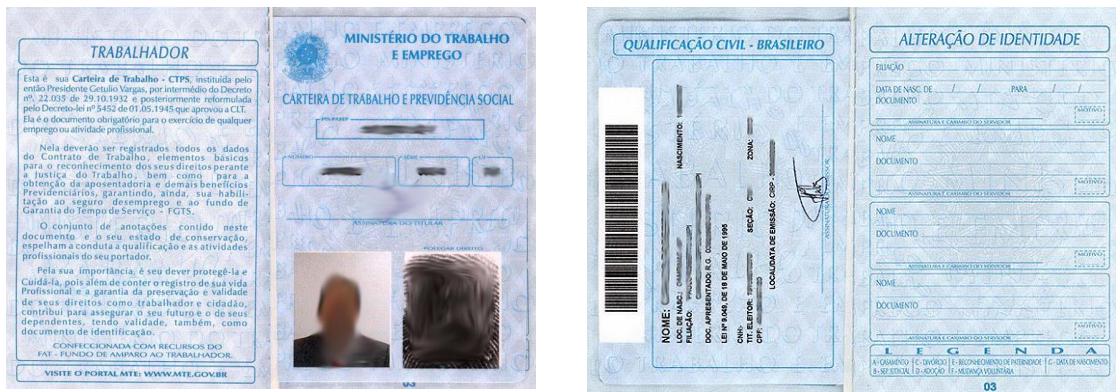 TRABALHADOR
Esta é sua Carteira de Trabalho - CTPS, instituída pelo
então Presidente Getulio Vargas, por intermédio do Decreto
nº. 22.035 de 29.10.1932 e posteriormente reformulada
pelo Decreto-lei nº 5452 de 01.05.1945 que aprovou a CLT.
Ela é o documento obrigatório para o exercício de qualquer
emprego ou atividade profissional.
Nela deverão ser registrados todos os dados
do Contrato de Trabalho, elementos básicos
para o reconhecimento dos seus direitos perante
a Justiça do Trabalho, bem como para a
obtenção da aposentadoria e demais benefícios
Previdenciários, garantindo, ainda, sua habili-
tação ao seguro desemprego e ao fundo de
Garantia do Tempo de Serviço - FGTS.
O conjunto de anotações contido neste
documento e o seu estado de conservação,
espelham a conduta a qualificação e as atividades
profissionais do seu portador.
Pela sua importância, é seu dever protegê-la e
Cuidá-la, pois além de conter o registro de sua vida
Profissional e a garantia da preservação e validade
de seus direitos como trabalhador e cidadão,
contribui para assegurar o seu futuro e o de seus
dependentes, tendo validade, também, como
documento de identificação.
CONFECCIONADA COM RECURSOS DO
FAT - FUNDO DE AMPARO AO TRABALHADOR.
VISITE O PORTAL MTE: WWW.MTE.GOV.BR
MINISTÉRIO DO TRABALHO
E EMPREGO
CARTEIRA DE TRABALHO E PREVIDÊNCIA SOCIAL
PIS/PASEP
NÚMERO SÉRIE UF
ASSINATURA DO TITULAR
POLEGAR DIREITO
03
QUALIFICAÇÃO CIVIL - BRASILEIRO
NOME:
LOC. DE NASC.: NASCIMENTO:
FILIAÇÃO:
DOC. APRESENTADO: R.G.
LEI Nº 9.049, DE 18 DE MAIO DE 1995
CNH:
TIT. ELEITOR: SEÇÃO: ZONA:
CPF:
LOCAL/DATA DE EMISSÃO: CRP -
ALTERAÇÃO DE IDENTIDADE
FILIAÇÃO
DATA DE NASC. DE / / PARA / /
DOCUMENTO
MOTIVO
ASSINATURA E CARIMBO DO SERVIDOR
NOME
DOCUMENTO
MOTIVO
ASSINATURA E CARIMBO DO SERVIDOR
NOME
DOCUMENTO
MOTIVO
ASSINATURA E CARIMBO DO SERVIDOR
NOME
DOCUMENTO
MOTIVO
ASSINATURA E CARIMBO DO SERVIDOR
LEGENDA
A - CASAMENTO C - DIVÓRCIO E - RECONHECIMENTO DE PATERNIDADE G - DATA DE NASCIMENTO
B - SEP. JUDICIAL D - ADOÇÃO F - MUDANÇA VOLUNTÁRIA
03